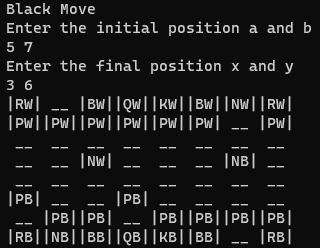 Black Move
Enter the initial position a and b
5 7
Enter the final position x and y
3 6
|RW| __ |BW||QW||KW||BW||NW||RW|
|PW||PW||PW||PW||PW||PW| __ |PW|
 __  __  __  __  __  __  __  __
 __  __ |NW| __  __  __ |NB| __
 __  __  __  __  __  __  __  __
|PB| __  __ |PB| __  __  __  __
 __ |PB||PB| __ |PB||PB||PB||PB|
|RB||NB||BB||QB||KB||BB| __ |RB|